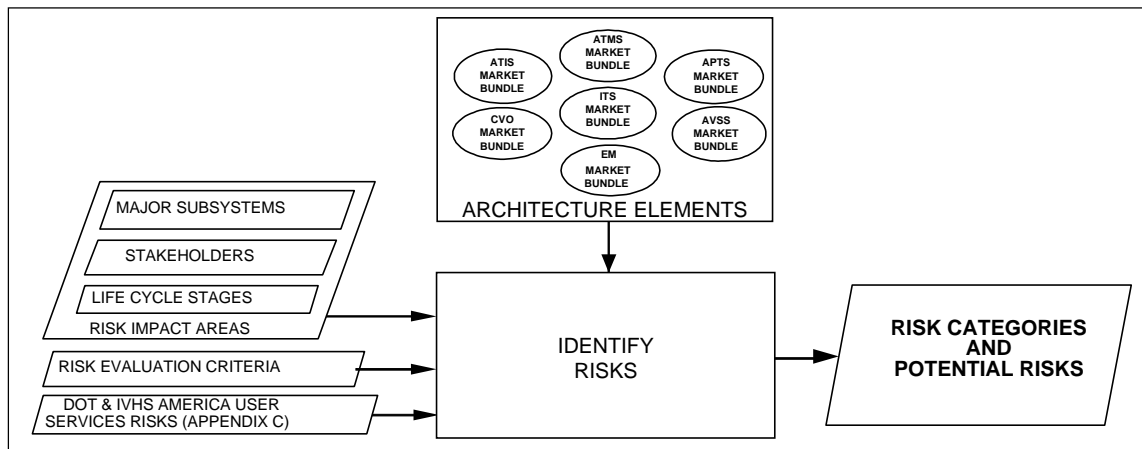 ATMS
MARKET
BUNDLE
ATIS
MARKET
BUNDLE
APTS
MARKET
BUNDLE
ITS
MARKET
BUNDLE
CVO
MARKET
BUNDLE
AVSS
MARKET
BUNDLE
EM
MARKET
BUNDLE
ARCHITECTURE ELEMENTS
MAJOR SUBSYSTEMS
STAKEHOLDERS
LIFE CYCLE STAGES
RISK IMPACT AREAS
RISK EVALUATION CRITERIA
DOT & IVHS AMERICA USER
SERVICES RISKS (APPENDIX C)
IDENTIFY
RISKS
RISK CATEGORIES
AND
POTENTIAL RISKS